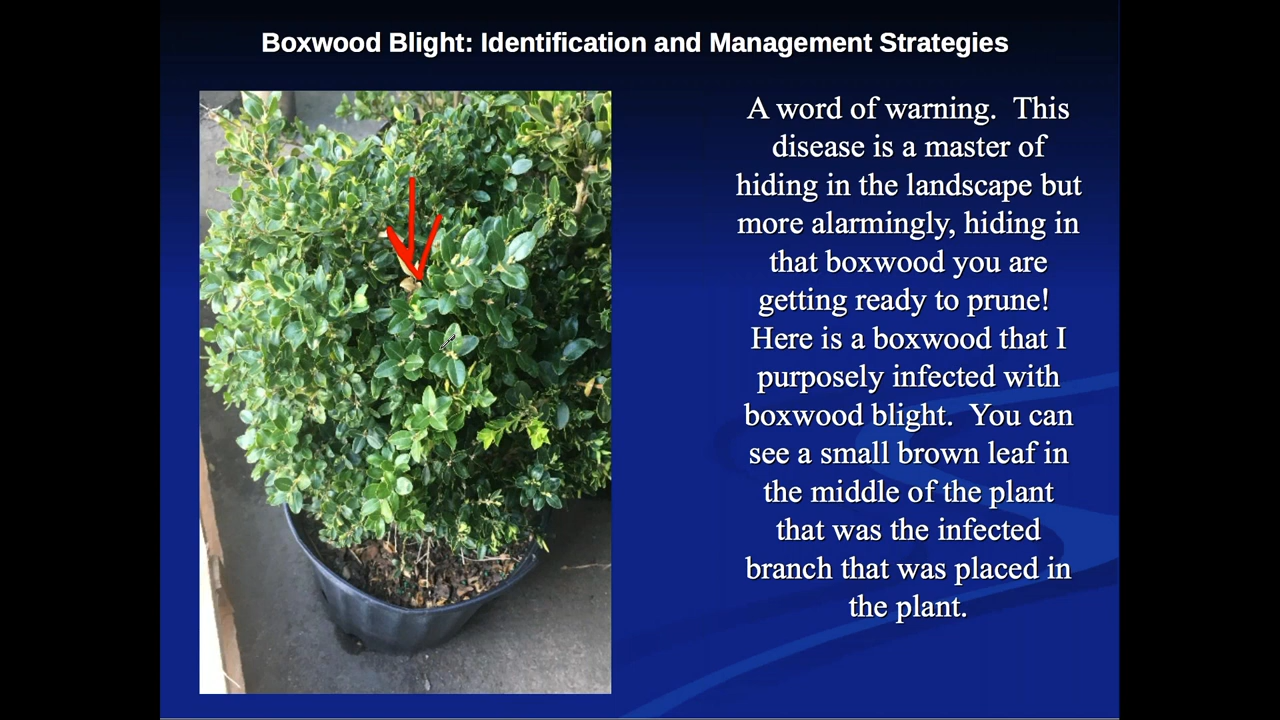 Boxwood Blight: Identification and Management Strategies
A word of warning.  This
disease is a master of
hiding in the landscape but
more alarmingly, hiding in
that boxwood you are
getting ready to prune!
Here is a boxwood that I
purposely infected with
boxwood blight.  You can
see a small brown leaf in
the middle of the plant
that was the infected
branch that was placed in
the plant.